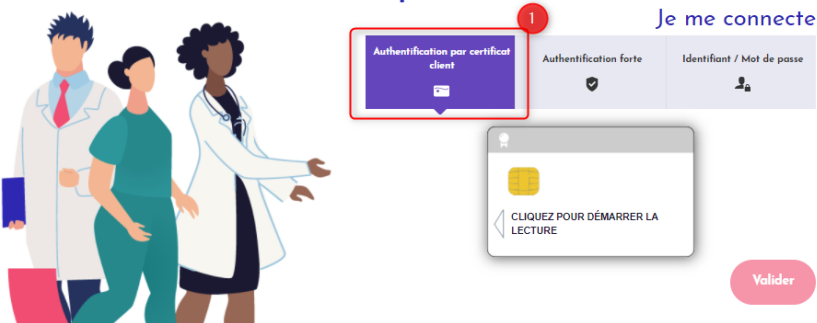 1
Je me connecte
Authentification par certificat
client
Authentification forte
Identifiant / Mot de passe
CLIQUEZ POUR DÉMARRER LA
LECTURE
Valider